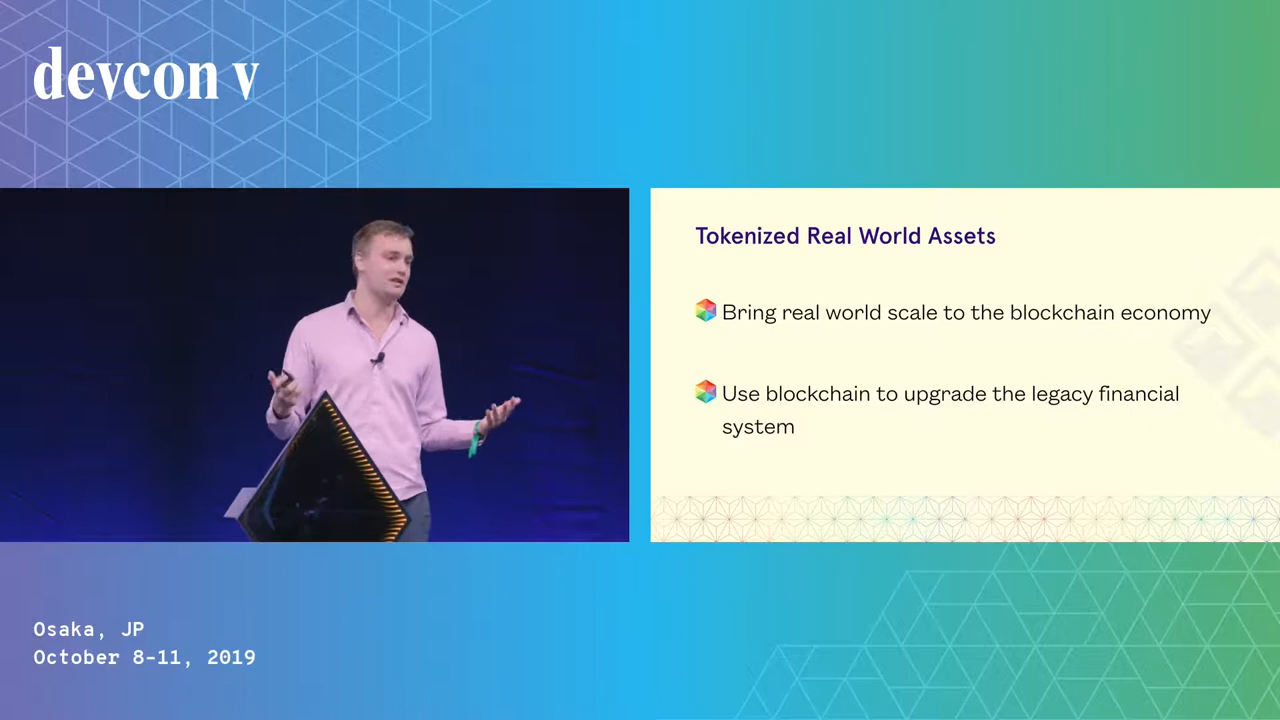 devcon v
Tokenized Real World Assets
Bring real world scale to the blockchain economy
Use blockchain to upgrade the legacy financial
system
Osaka, JP
October 8-11, 2019